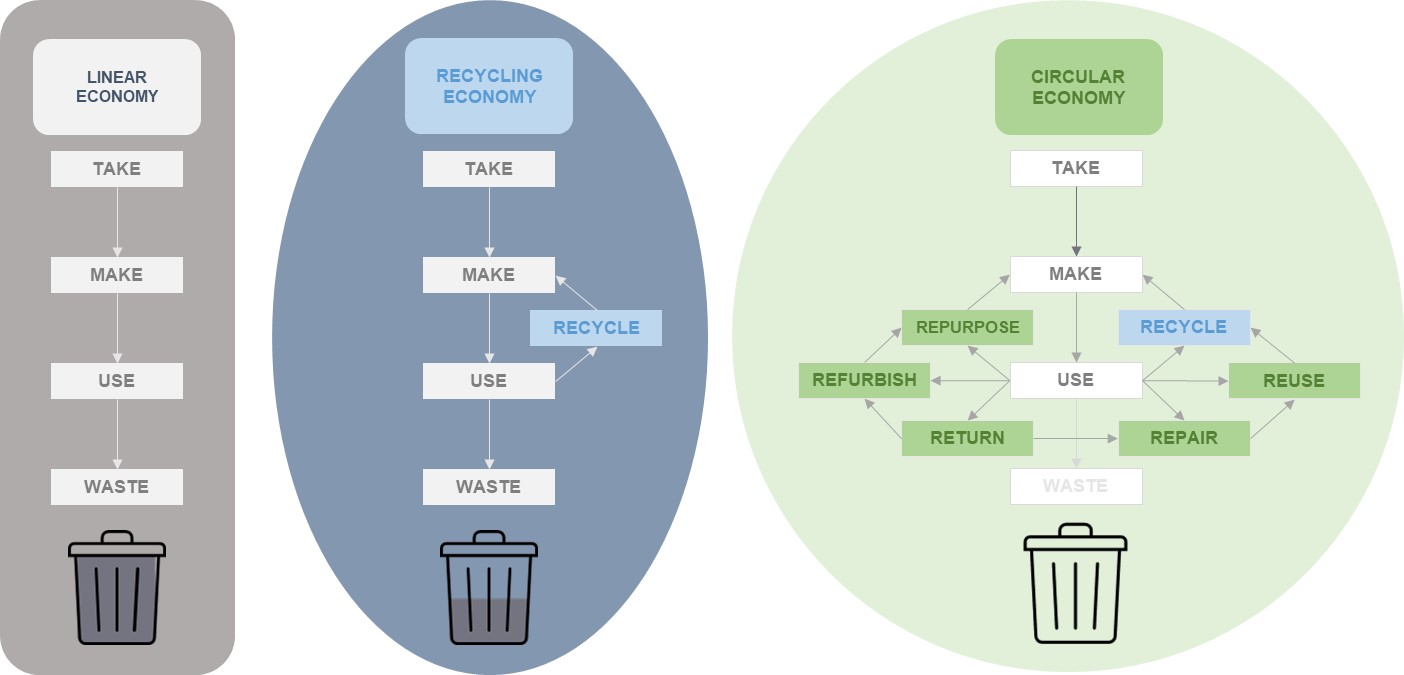 LINEAR
ECONOMY
TAKE
MAKE
USE
WASTE
RECYCLING
ECONOMY
TAKE
MAKE
RECYCLE
USE
WASTE
CIRCULAR
ECONOMY
TAKE
MAKE
REPURPOSE
RECYCLE
REFURBISH
USE
REUSE
RETURN
REPAIR
WASTE